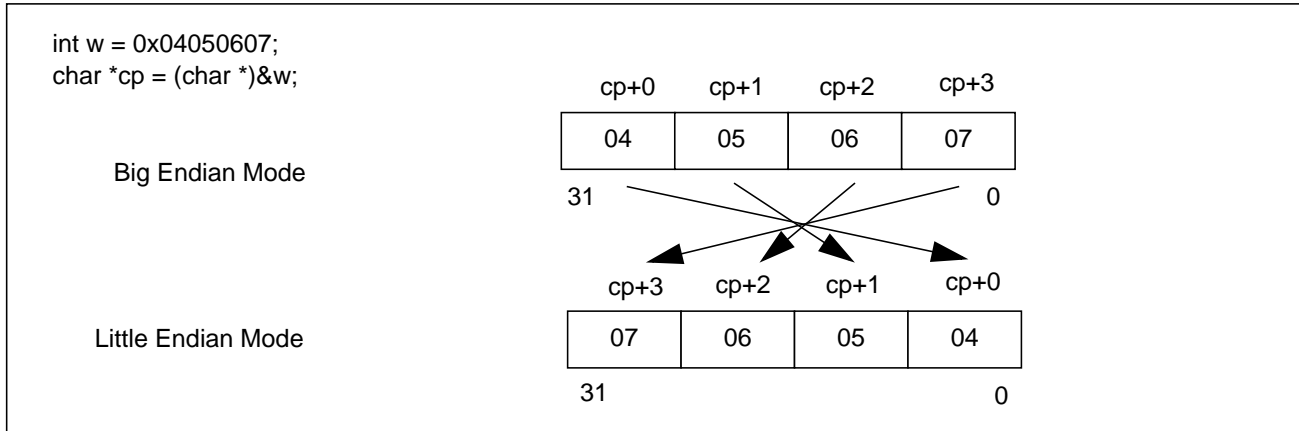 int w = 0x04050607;
char *cp = (char *)&w;
cp+0 cp+1 cp+2 cp+3
04 05 06 07
Big Endian Mode
31 0
cp+3 cp+2 cp+1 cp+0
Little Endian Mode
07 06 05 04
31 0